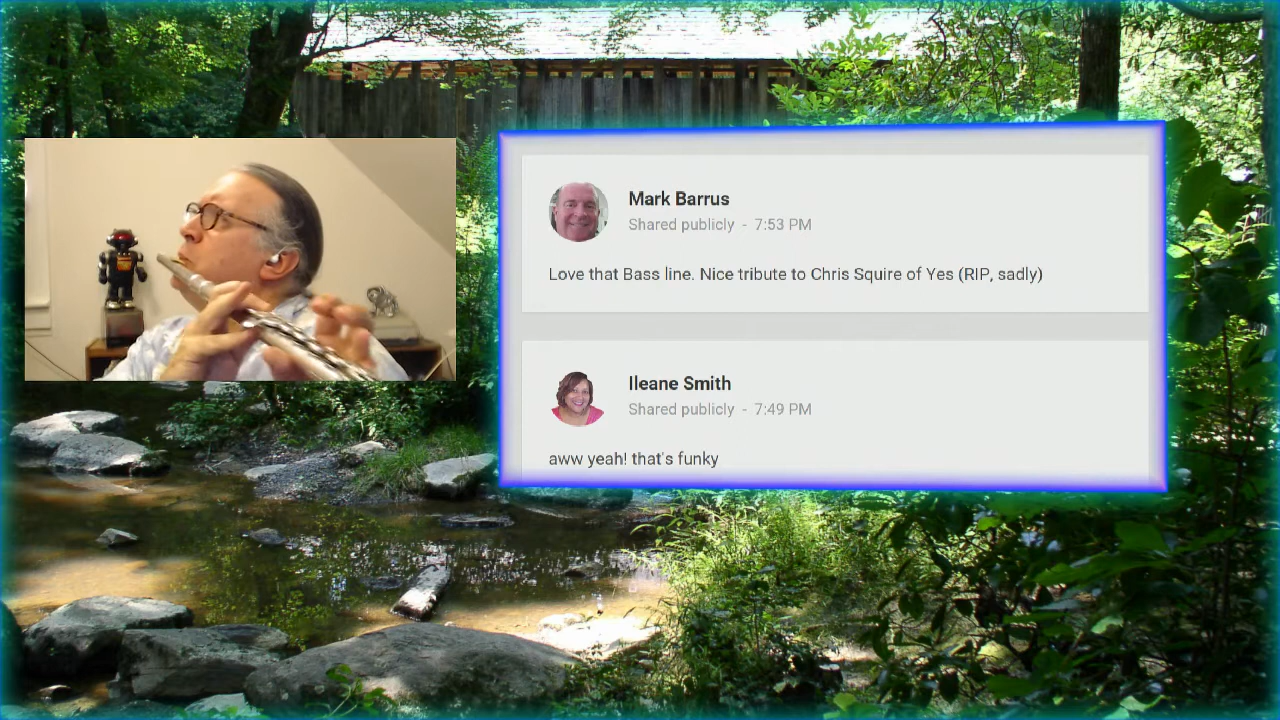 Mark Barrus
Shared publicly - 7:53 PM
Love that Bass line. Nice tribute to Chris Squire of Yes (RIP, sadly)
Ileane Smith
Shared publicly - 7:49 PM
aww yeah! that's funky